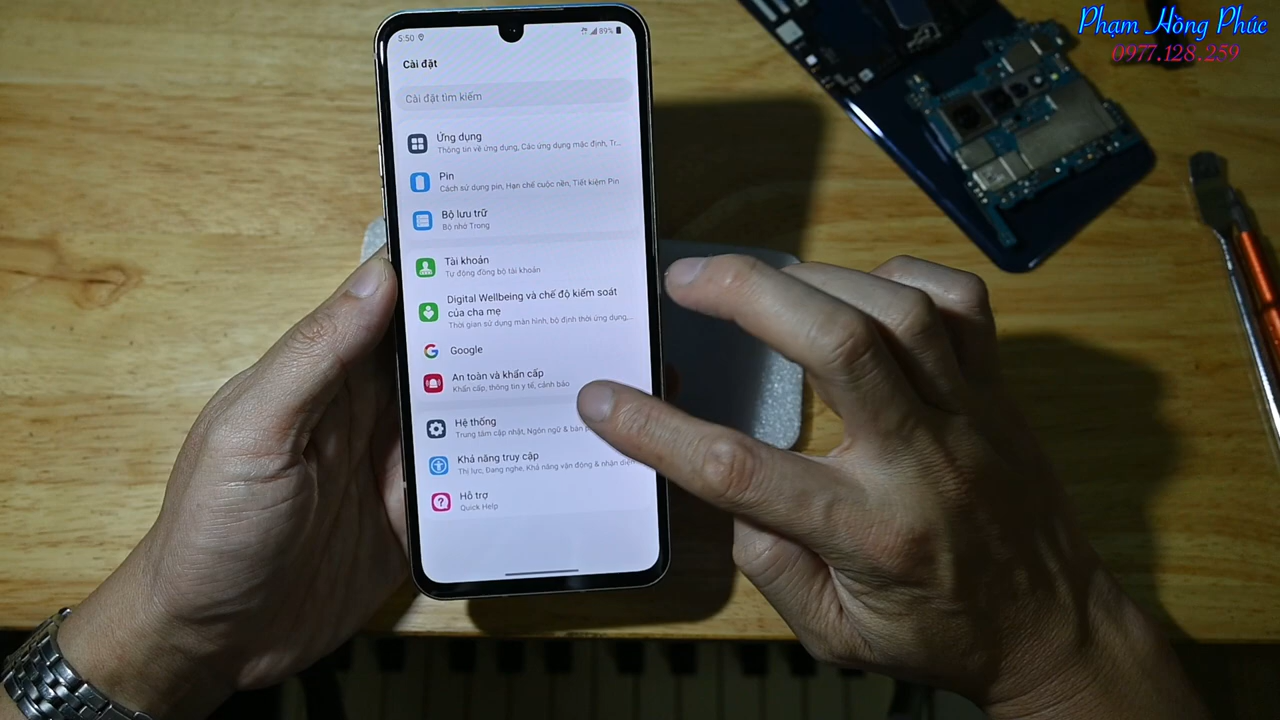 Phạm Hồng Phúc
0977.128.259
5:50
89%
Cài đặt
Cài đặt tìm kiếm
Ứng dụng
Thông tin về ứng dụng, Các ứng dụng mặc định, Tr...
Pin
Cách sử dụng pin, Hạn chế cuộc nền, Tiết kiệm Pin
Bộ lưu trữ
Bộ nhớ Trong
Tài khoản
Tự động đồng bộ tài khoản
Digital Wellbeing và chế độ kiểm soát
của cha mẹ
Thời gian sử dụng màn hình, bộ định thời ứng dụng,...
Google
An toàn và khẩn cấp
Khẩn cấp, thông tin y tế, cảnh báo
Hệ thống
Trung tâm cập nhật, Ngôn ngữ & bàn
Khả năng truy cập
Thị lực, Đang nghe, Khả năng vận động & nhận diện
Hỗ trợ
Quick Help